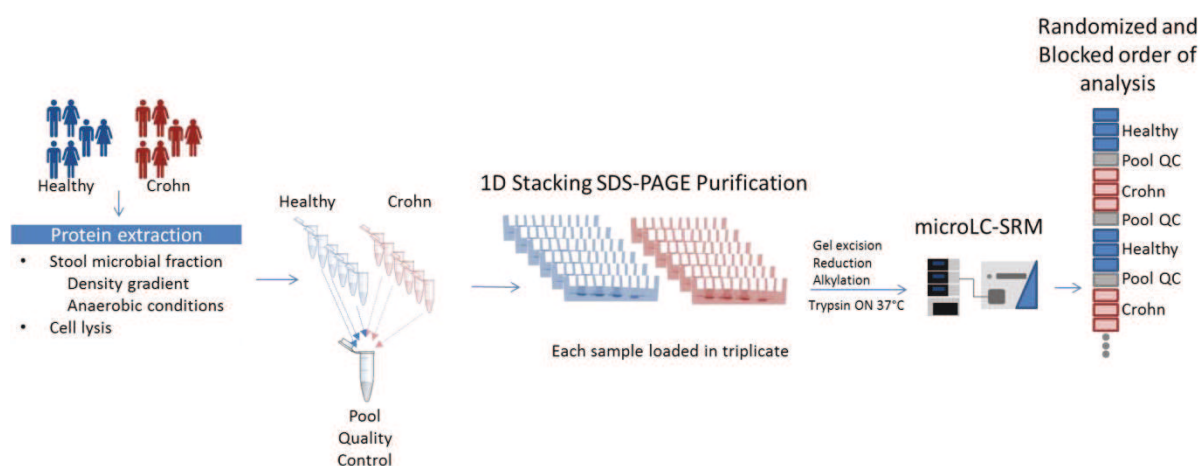 Healthy
Crohn
Protein extraction
• Stool microbial fraction
Density gradient
Anaerobic conditions
• Cell lysis
Healthy
Crohn
Pool
Quality
Control
1D Stacking SDS-PAGE Purification
Each sample loaded in triplicate
Gel excision
Reduction
Alkylation
Trypsin ON 37°C
microLC-SRM
Randomized and
Blocked order of
analysis
Healthy
Pool QC
Crohn
Pool QC
Healthy
Pool QC
Crohn